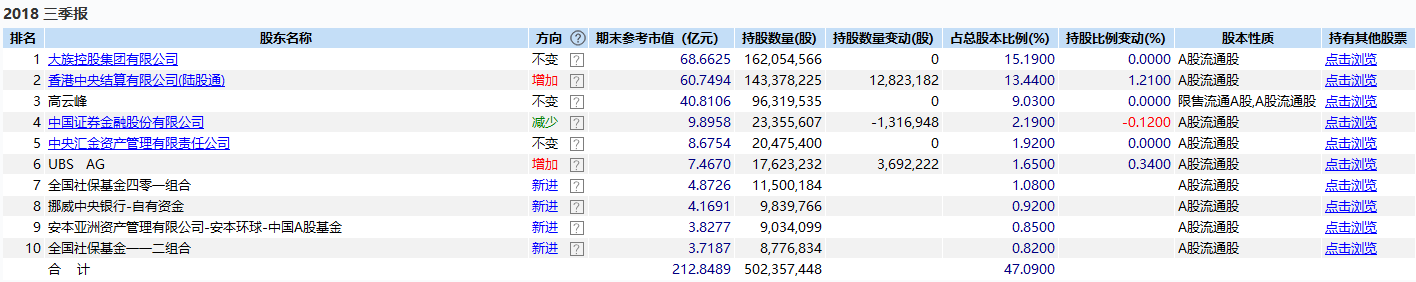 2018 三季报
排名 股东名称 方向 ? 期末参考市值（亿元） 持股数量(股) 持股数量变动(股) 占总股本比例(%) 持股比例变动(%) 股本性质 持有其他股票
1 大族控股集团有限公司 不变 ? 68.6625 162,054,566 0 15.1900 0.0000 A股流通股 点击浏览
2 香港中央结算有限公司(陆股通) 增加 ? 60.7494 143,378,225 12,823,182 13.4400 1.2100 A股流通股 点击浏览
3 高云峰 不变 ? 40.8106 96,319,535 0 9.0300 0.0000 限售流通A股,A股流通股 点击浏览
4 中国证券金融股份有限公司 减少 ? 9.8958 23,355,607 -1,316,948 2.1900 -0.1200 A股流通股 点击浏览
5 中央汇金资产管理有限责任公司 不变 ? 8.6754 20,475,400 0 1.9200 0.0000 A股流通股 点击浏览
6 UBS AG 增加 ? 7.4670 17,623,232 3,692,222 1.6500 0.3400 A股流通股 点击浏览
7 全国社保基金四零一组合 新进 ? 4.8726 11,500,184 1.0800 A股流通股 点击浏览
8 挪威中央银行-自有资金 新进 ? 4.1691 9,839,766 0.9200 A股流通股 点击浏览
9 安本亚洲资产管理有限公司-安本环球-中国A股基金 新进 ? 3.8277 9,034,099 0.8500 A股流通股 点击浏览
10 全国社保基金一一二组合 新进 ? 3.7187 8,776,834 0.8200 A股流通股 点击浏览
合 计 212.8489 502,357,448 47.0900